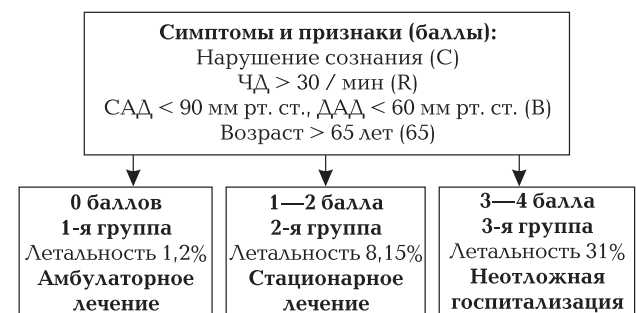 Симптомы и признаки (баллы):
Нарушение сознания (С)
ЧД > 30 / мин (R)
САД < 90 мм рт. ст., ДАД < 60 мм рт. ст. (В)
Возраст > 65 лет (65)
0 баллов
1-я группа
Летальность 1,2%
Амбулаторное
лечение
1—2 балла
2-я группа
Летальность 8,15%
Стационарное
лечение
3—4 балла
3-я группа
Летальность 31%
Неотложная
госпитализация